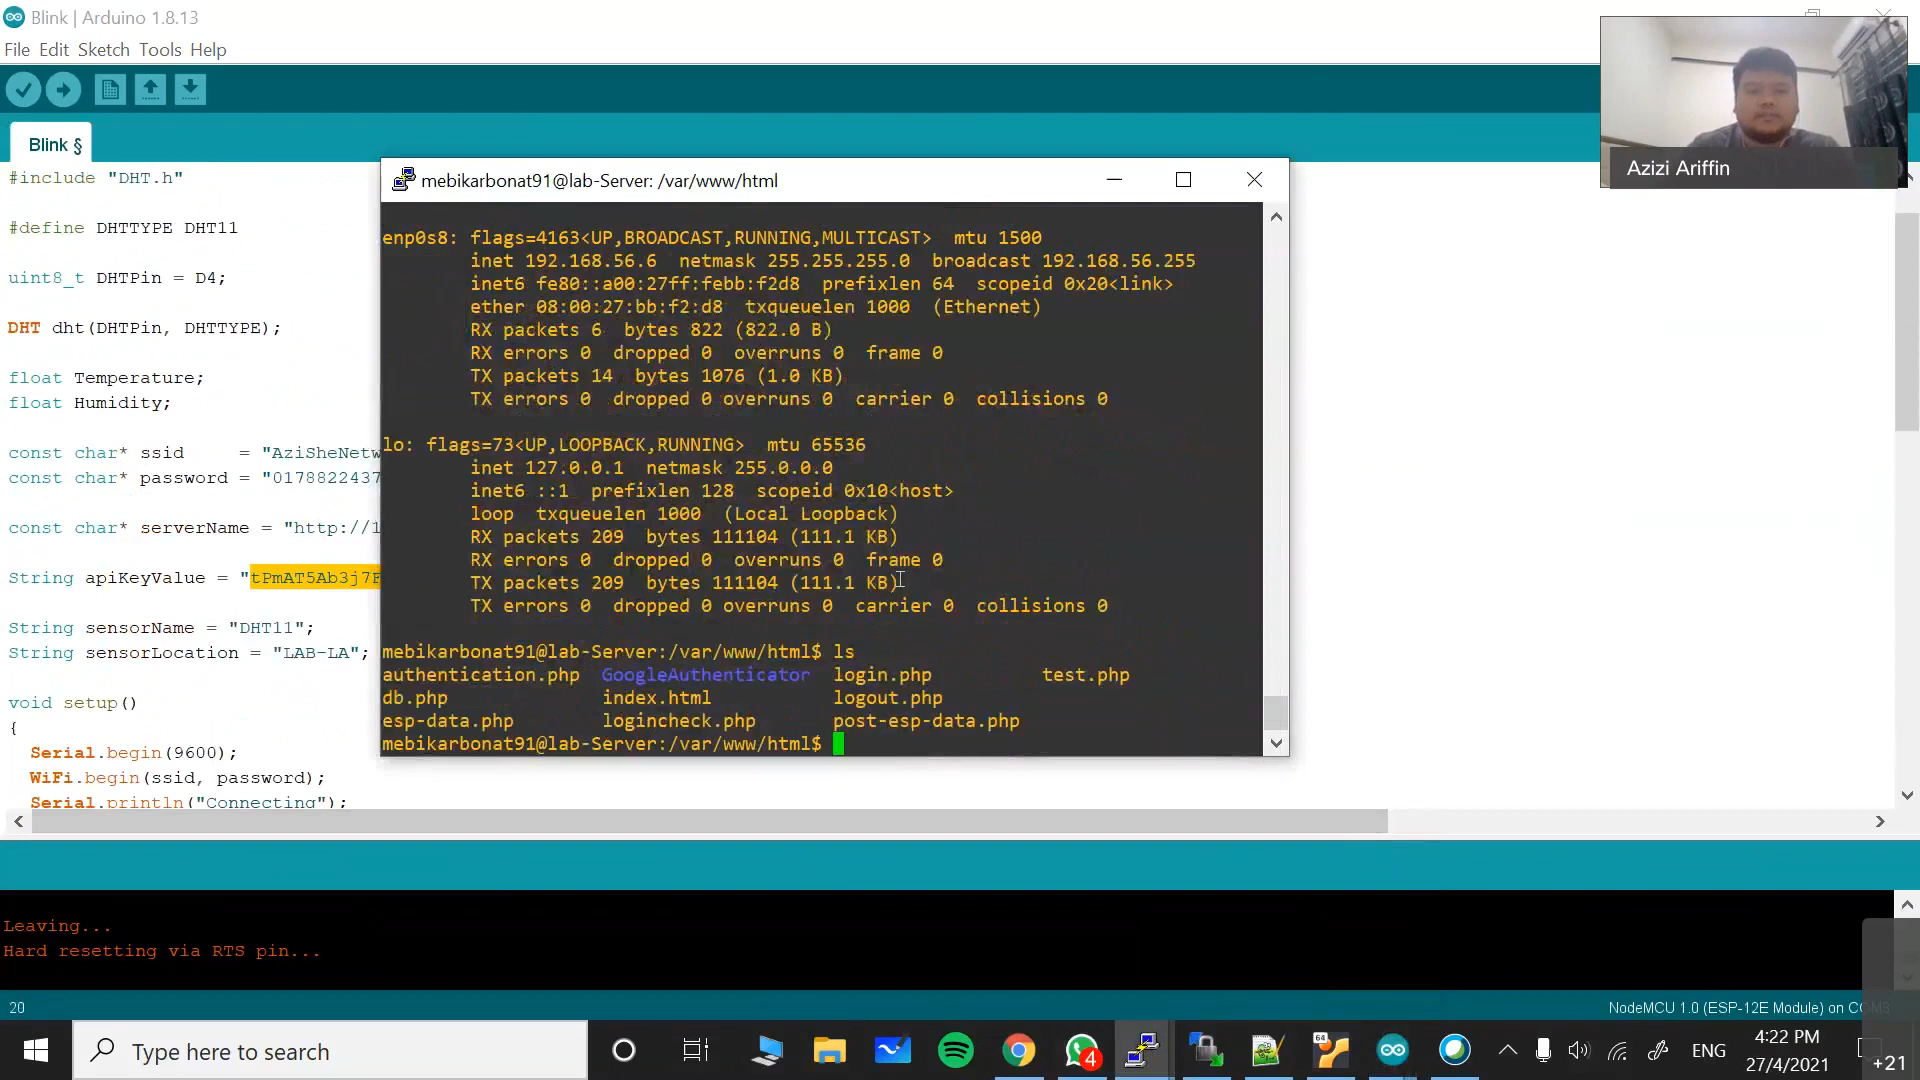 Blink | Arduino 1.8.13
File Edit Sketch Tools Help
Azizi Ariffin
Blink §
#include "DHT.h"
#define DHTTYPE DHT11
uint8_t DHTPin = D4;
DHT dht(DHTPin, DHTTYPE);
float Temperature;
float Humidity;
const char* ssid = "AziSheNetw
const char* password = "0178822437
const char* serverName = "http://1
String apiKeyValue = "tPmAT5Ab3j7F
String sensorName = "DHT11";
String sensorLocation = "LAB-LA";
void setup()
{
Serial.begin(9600);
WiFi.begin(ssid, password);
Serial.println("Connecting");
mebikarbonat91@lab-Server: /var/www/html
enp0s8: flags=4163<UP,BROADCAST,RUNNING,MULTICAST> mtu 1500
inet 192.168.56.6 netmask 255.255.255.0 broadcast 192.168.56.255
inet6 fe80::a00:27ff:febb:f2d8 prefixlen 64 scopeid 0x20<link>
ether 08:00:27:bb:f2:d8 txqueuelen 1000 (Ethernet)
RX packets 6 bytes 822 (822.0 B)
RX errors 0 dropped 0 overruns 0 frame 0
TX packets 14 bytes 1076 (1.0 KB)
TX errors 0 dropped 0 overruns 0 carrier 0 collisions 0
lo: flags=73<UP,LOOPBACK,RUNNING> mtu 65536
inet 127.0.0.1 netmask 255.0.0.0
inet6 ::1 prefixlen 128 scopeid 0x10<host>
loop txqueuelen 1000 (Local Loopback)
RX packets 209 bytes 111104 (111.1 KB)
RX errors 0 dropped 0 overruns 0 frame 0
TX packets 209 bytes 111104 (111.1 KB)
TX errors 0 dropped 0 overruns 0 carrier 0 collisions 0
mebikarbonat91@lab-Server:/var/www/html$ ls
authentication.php GoogleAuthenticator login.php test.php
db.php index.html logout.php
esp-data.php logincheck.php post-esp-data.php
mebikarbonat91@lab-Server:/var/www/html$
Leaving...
Hard resetting via RTS pin...
20
NodeMCU 1.0 (ESP-12E Module) on COM3
Type here to search
4
64
ENG
4:22 PM
27/4/2021
+21